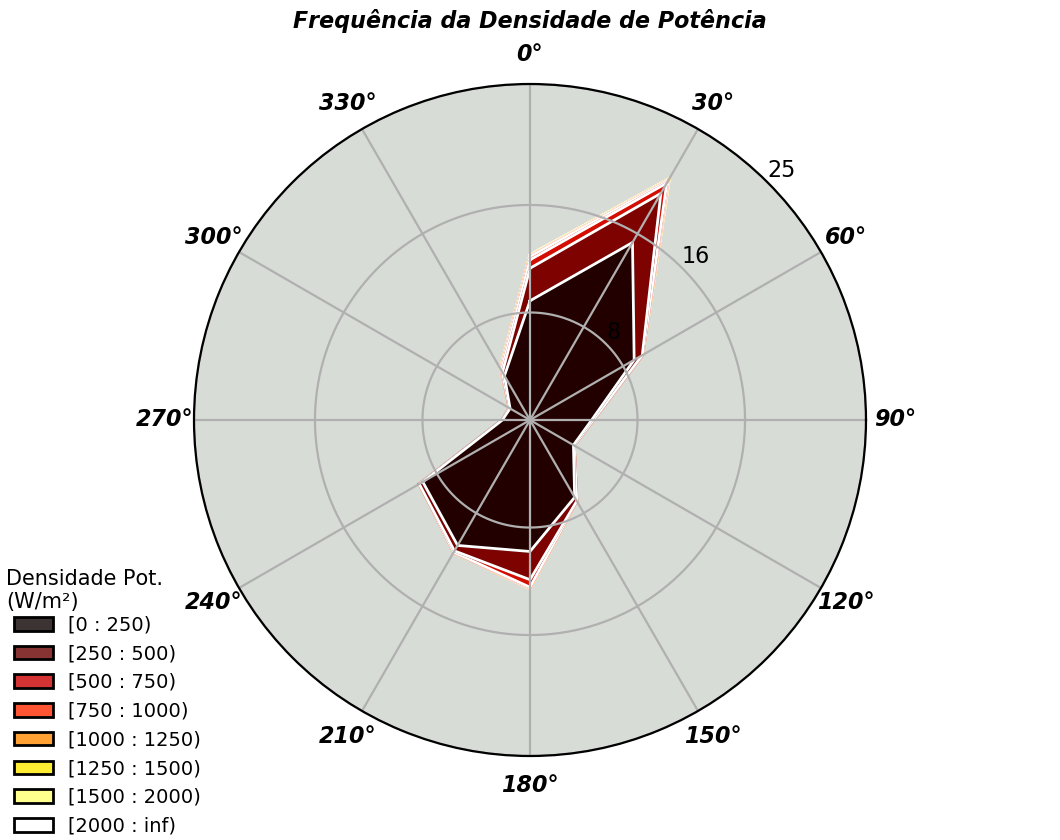 Frequência da Densidade de Potência
0°
330°
30°
25
300°
60°
16
8
270°
90°
Densidade Pot.
(W/m²)
240°
120°
[0 : 250)
[250 : 500)
[500 : 750)
[750 : 1000)
[1000 : 1250)
[1250 : 1500)
[1500 : 2000)
[2000 : inf)
210°
150°
180°